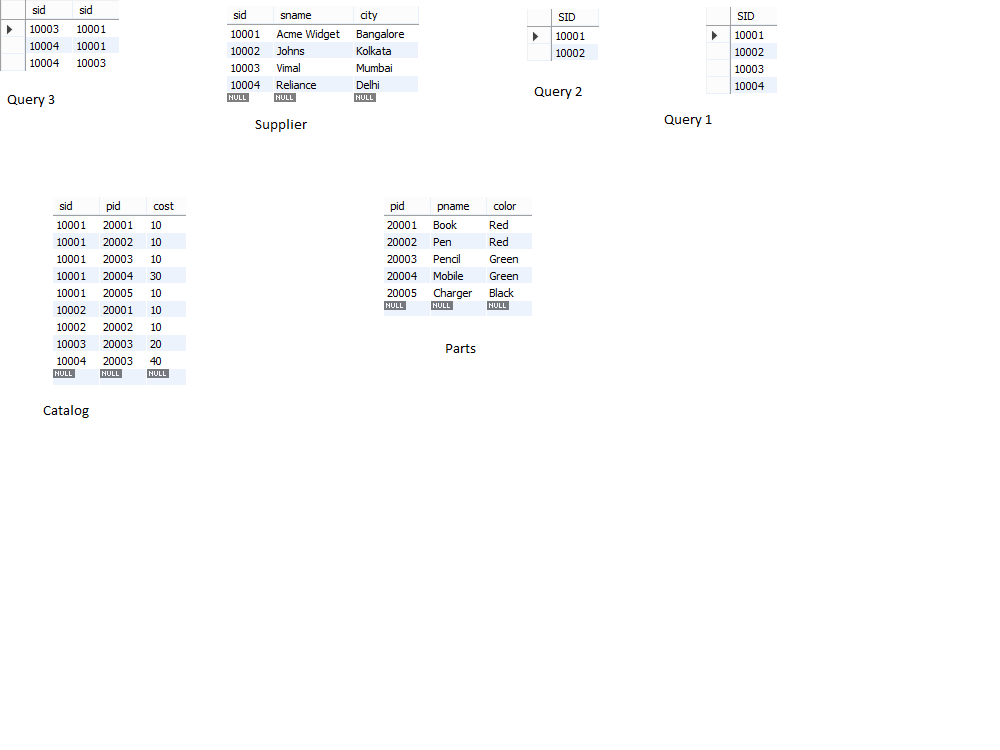 sid sid
10003 10001
10004 10001
10004 10003
Query 3
sid sname city
10001 Acme Widget Bangalore
10002 Johns Kolkata
10003 Vimal Mumbai
10004 Reliance Delhi
NULL NULL NULL
Supplier
SID
10001
10002
Query 2
SID
10001
10002
10003
10004
Query 1
sid pid cost
10001 20001 10
10001 20002 10
10001 20003 10
10001 20004 30
10001 20005 10
10002 20001 10
10002 20002 10
10003 20003 20
10004 20003 40
NULL NULL NULL
Catalog
pid pname color
20001 Book Red
20002 Pen Red
20003 Pencil Green
20004 Mobile Green
20005 Charger Black
NULL NULL NULL
Parts